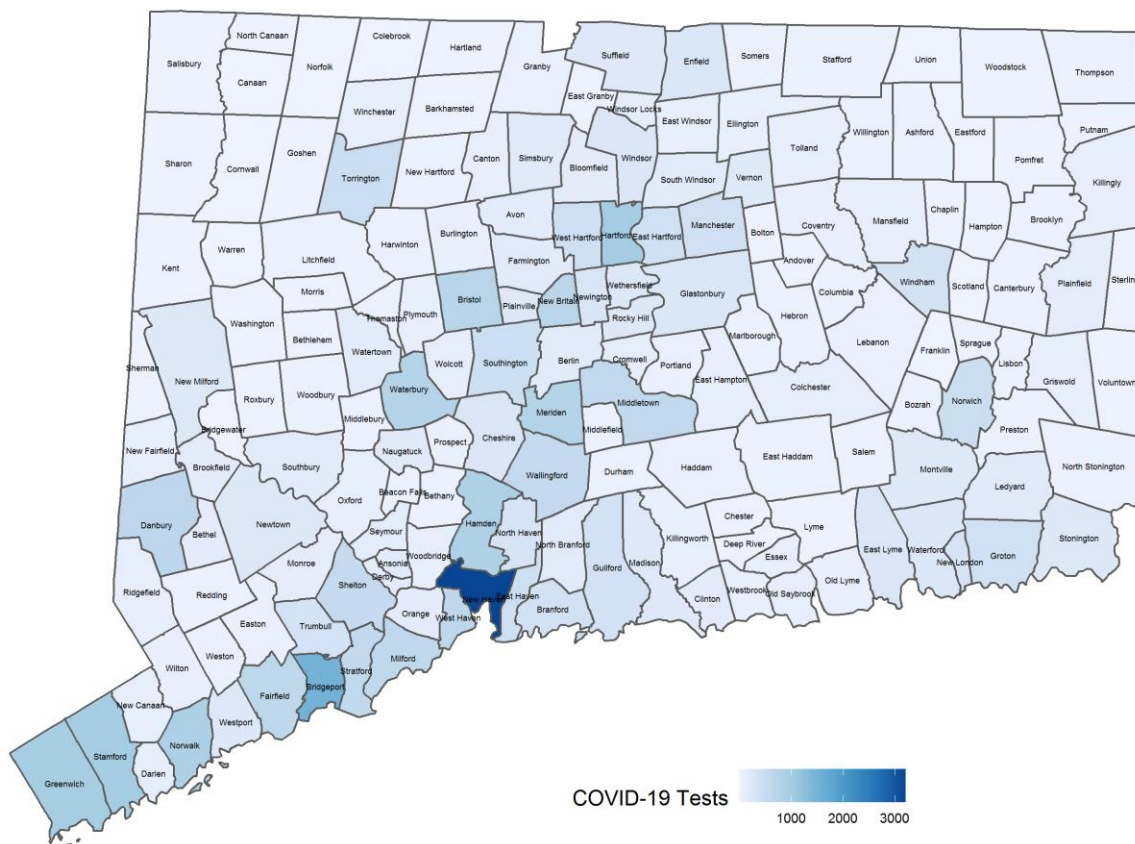 North Canaan
Colebrook
Hartland
Salisbury
Norfolk
Canaan
Granby
Suffield
Enfield
Somers
Stafford
Union
Woodstock
Thompson
East Granby
Windsor Locks
Winchester
Barkhamsted
East Windsor
Ellington
Putnam
Sharon
Cornwall
Goshen
Torrington
New Hartford
Canton
Simsbury
Bloomfield
Windsor
South Windsor
Vernon
Tolland
Willington
Ashford
Eastford
Pomfret
Killingly
Avon
West Hartford
Hartford
East Hartford
Manchester
Bolton
Coventry
Mansfield
Chaplin
Hampton
Brooklyn
Kent
Warren
Litchfield
Harwinton
Burlington
Farmington
Andover
Morris
Bristol
Plainville
New Britain
Newington
Wethersfield
Glastonbury
Columbia
Windham
Scotland
Canterbury
Plainfield
Sterlin
Washington
Bethlehem
Thomaston
Plymouth
Rocky Hill
Hebron
Marlborough
Lebanon
Franklin
Sprague
Lisbon
Sherman
New Milford
Watertown
Wolcott
Southington
Berlin
Cromwell
Portland
East Hampton
Colchester
Griswold
Voluntown
Roxbury
Woodbury
Waterbury
Middlebury
Meriden
Middletown
Middlefield
Bozrah
Norwich
Preston
Bridgewater
New Fairfield
Brookfield
Southbury
Naugatuck
Prospect
Cheshire
Wallingford
Durham
Haddam
East Haddam
Salem
Montville
North Stonington
Ledyard
Danbury
Bethel
Newtown
Oxford
Beacon Falls
Bethany
Hamden
North Haven
North Branford
Guilford
Madison
Killingworth
Chester
Deep River
Essex
Lyme
East Lyme
Waterford
New London
Groton
Stonington
Seymour
Woodbridge
Ansonia
Derby
Monroe
Ridgefield
Redding
Shelton
Orange
New Haven
East Haven
West Haven
Branford
Clinton
Westbrook
Old Saybrook
Old Lyme
Easton
Trumbull
Weston
Wilton
Milford
Stratford
Bridgeport
Fairfield
New Canaan
Westport
Norwalk
Stamford
Darien
Greenwich
COVID-19 Tests
1000 2000 3000